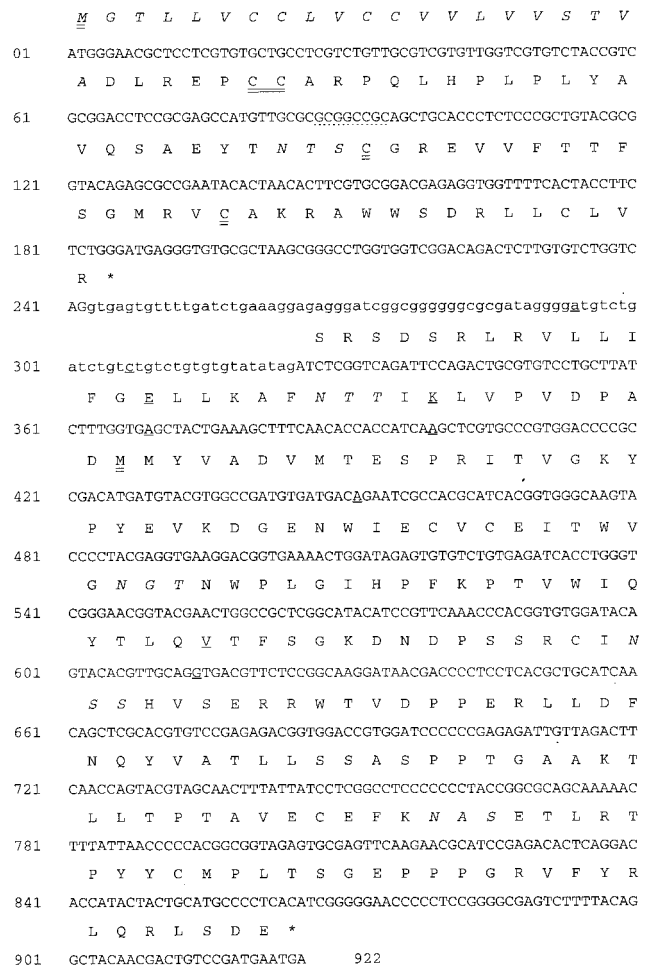 M G T L L V C C L V C C V V L V V S T V
01 ATGGGAACGCTCCTCGTGTGCTGCCTCGTCTGTTGCGTCGTGTTGGTCGTGTCTACCGTC
A D L R E P C C A R P Q L H P L P L Y A
61 GCGGACCTCCGCGAGCCATGTTGCGCGCGGCCGCAGCTGCACCCTCTCCCGCTGTACGCG
V Q S A E Y T N T S C G R E V V F T T F
121 GTACAGAGCGCCGAATACACTAACACTTCGTGCGGACGAGAGGTGGTTTTCACTACCTTC
S G M R V C A K R A W W S D R L L C L V
181 TCTGGGATGAGGGTGTGCGCTAAGCGGGCCTGGTGGTCGGACAGACTCTTGTGTCTGGTC
R *
241 AGgtgagtgttttgatctgaaaggagagggatcggcggggggcgcgataggggatgtctg
S R S D S R L R V L L I
301 atctgtctgtctgtgtgtatatagATCTCGGTCAGATTCCAGACTGCGTGTCCTGCTTAT
F G E L L K A F N T T I K L V P V D P A
361 CTTTGGTGAGCTACTGAAAGCTTTCAACACCACCATCAAGCTCGTGCCCGTGGACCCCGC
D M M Y V A D V M T E S P R I T V G K Y
421 CGACATGATGTACGTGGCCGATGTGATGACAGAATCGCCACGCATCACGGTGGGCAAGTA
P Y E V K D G E N W I E C V C E I T W V
481 CCCCTACGAGGTGAAGGACGGTGAAAACTGGATAGAGTGTGTCTGTGAGATCACCTGGGT
G N G T N W P L G I H P F K P T V W I Q
541 CGGGAACGGTACGAACTGGCCGCTCGGCATACATCCGTTCAAACCCACGGTGTGGATACA
Y T L Q V T F S G K D N D P S S R C I N
601 GTACACGTTGCAGGTGACGTTCTCCGGCAAGGATAACGACCCCTCCTCACGCTGCATCAA
S S H V S E R R W T V D P P E R L L D F
661 CAGCTCGCACGTGTCCGAGAGACGGTGGACCGTGGATCCCCCCGAGAGATTGTTAGACTT
N Q Y V A T L L S S A S P P T G A A K T
721 CAACCAGTACGTAGCAACTTTATTATCCTCGGCCTCCCCCCCTACCGGCGCAGCAAAAAC
L L T P T A V E C E F K N A S E T L R T
781 TTTATTAACCCCCACGGCGGTAGAGTGCGAGTTCAAGAACGCATCCGAGACACTCAGGAC
P Y Y C M P L T S G E P P P G R V F Y R
841 ACCATACTACTGCATGCCCCTCACATCGGGGGAACCCCCTCCGGGGCGAGTCTTTTACAG
L Q R L S D E *
901 GCTACAACGACTGTCCGATGAATGA 922